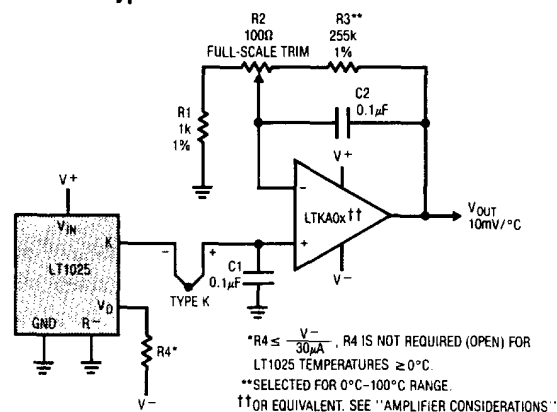 R2
100Ω
FULL-SCALE TRIM
R3**
255k
1%
R1
1k
1%
C2
0.1µF
V+
V+
VIN
LT1025
K
VO
GND
R−
− +
TYPE K
C1
0.1µF
−
+
LTKA0x††
V−
VOUT
10mV/°C
R4*
V−
*R4 ≤ V−/30µA, R4 IS NOT REQUIRED (OPEN) FOR
LT1025 TEMPERATURES ≥ 0°C.
**SELECTED FOR 0°C–100°C RANGE.
††OR EQUIVALENT. SEE "AMPLIFIER CONSIDERATIONS"